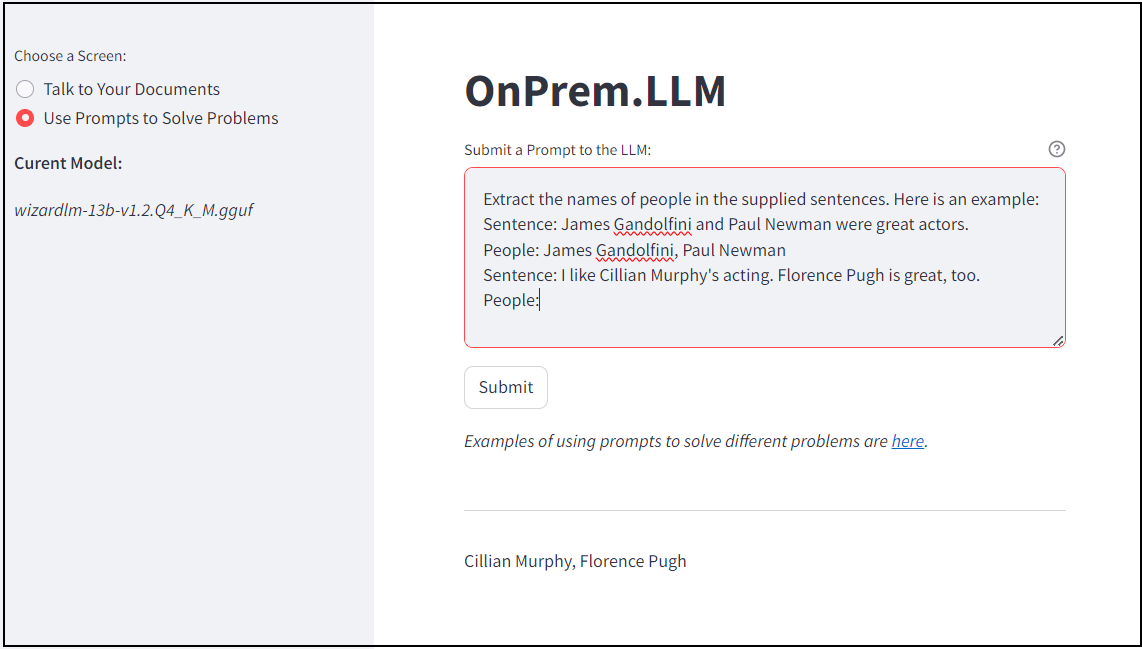 Choose a Screen:
Talk to Your Documents
Use Prompts to Solve Problems
Curent Model:
wizardlm-13b-v1.2.Q4_K_M.gguf
OnPrem.LLM
Submit a Prompt to the LLM:
Extract the names of people in the supplied sentences. Here is an example:
Sentence: James Gandolfini and Paul Newman were great actors.
People: James Gandolfini, Paul Newman
Sentence: I like Cillian Murphy's acting. Florence Pugh is great, too.
People:
Submit
Examples of using prompts to solve different problems are here.
Cillian Murphy, Florence Pugh